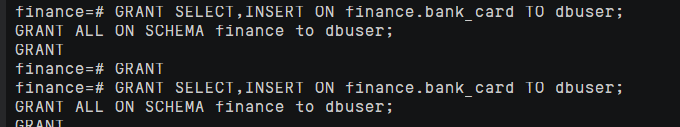 finance=# GRANT SELECT,INSERT ON finance.bank_card TO dbuser;
GRANT ALL ON SCHEMA finance to dbuser;
GRANT
finance=# GRANT
finance=# GRANT SELECT,INSERT ON finance.bank_card TO dbuser;
GRANT ALL ON SCHEMA finance to dbuser;
GRANT